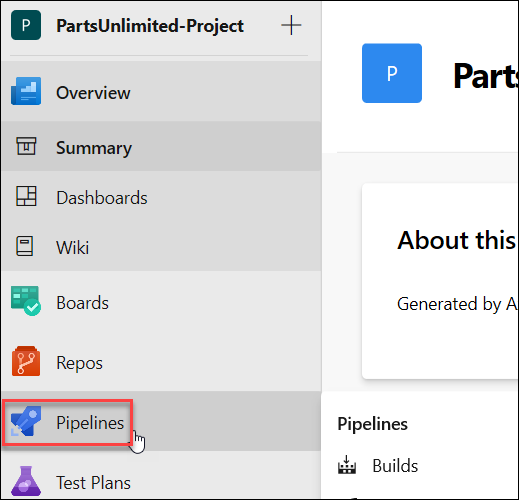 P PartsUnlimited-Project
Overview
Summary
Dashboards
Wiki
Boards
Repos
Pipelines
Test Plans
P Parts
About this
Generated by A
Pipelines
Builds